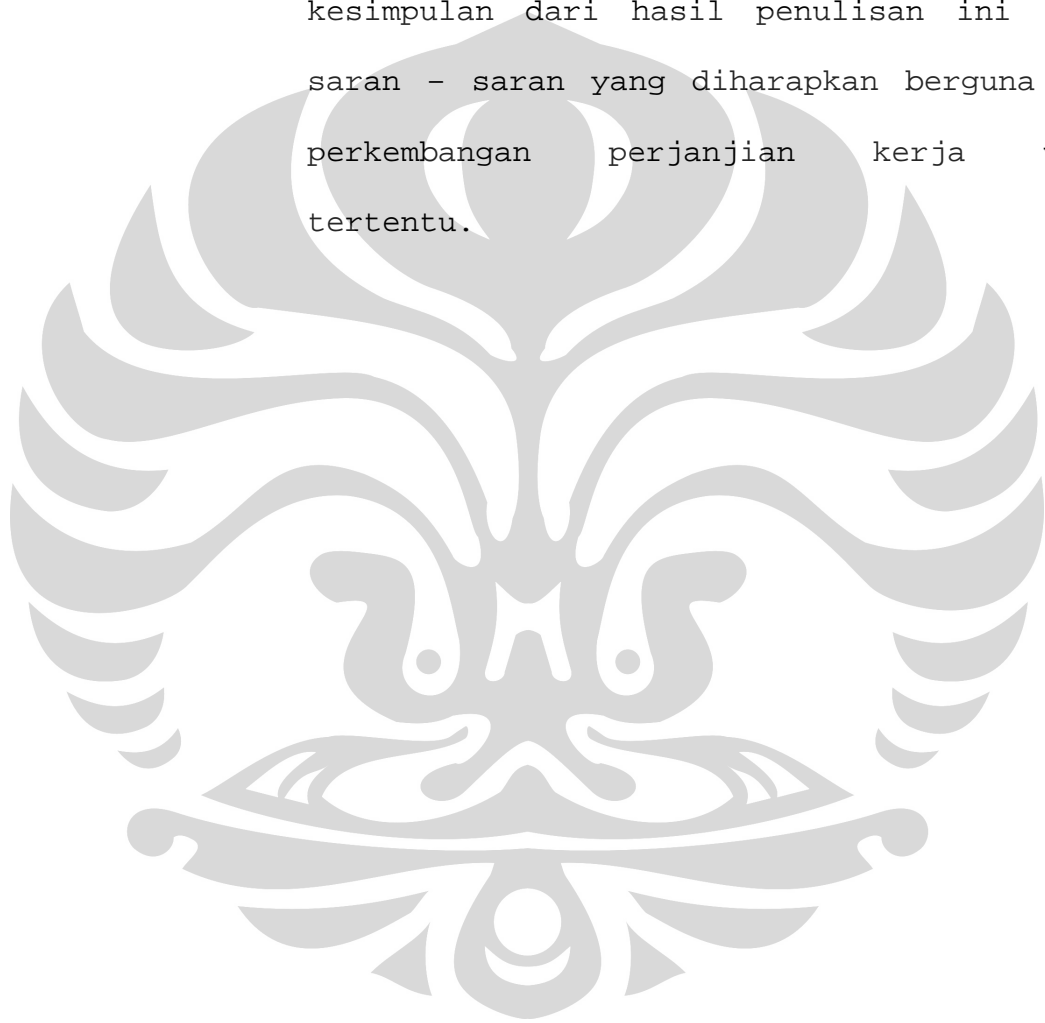 kesimpulan dari hasil penulisan ini
saran – saran yang diharapkan berguna
perkembangan perjanjian kerja
tertentu.